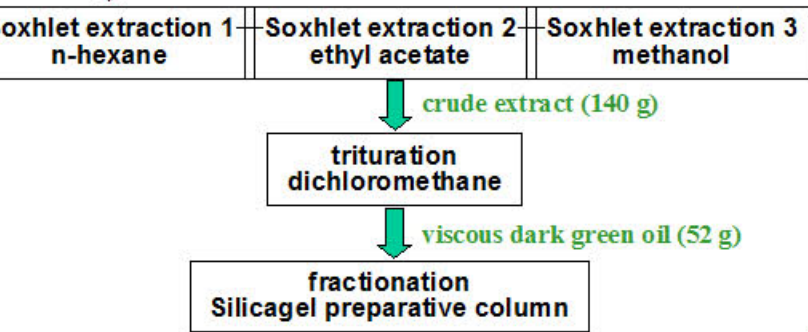 oxhlet extraction 1 Soxhlet extraction 2 Soxhlet extraction 3
n-hexane ethyl acetate methanol
crude extract (140 g)
trituration
dichloromethane
viscous dark green oil (52 g)
fractionation
Silicagel preparative column